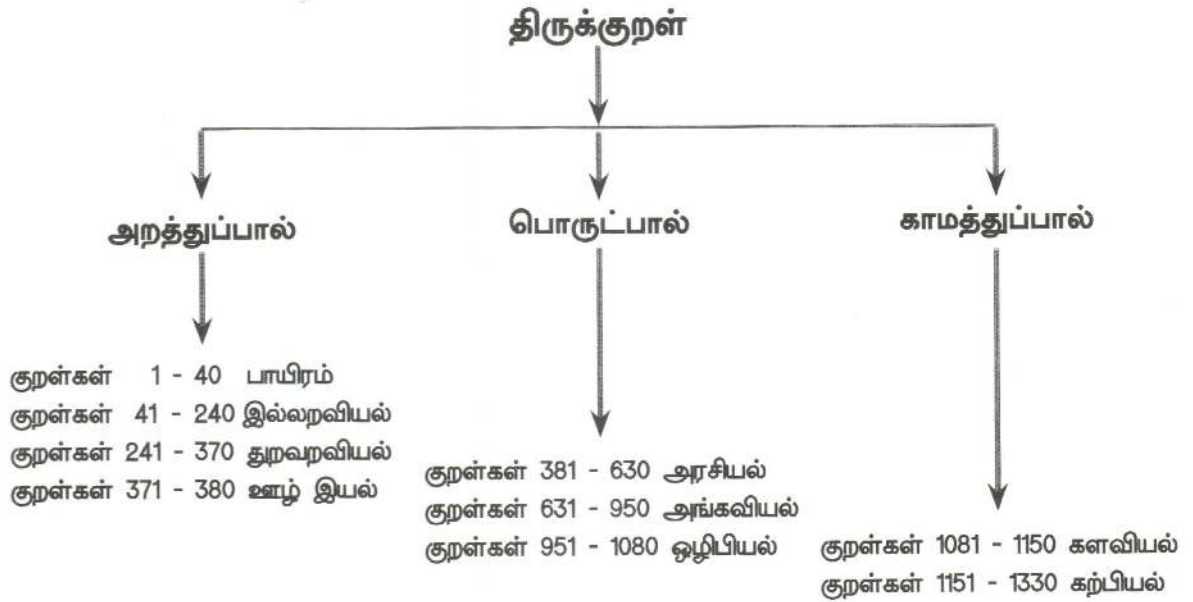 திருக்குறள்
அறத்துப்பால்
பொருட்பால்
காமத்துப்பால்
குறள்கள் 1 - 40 பாயிரம்
குறள்கள் 41 - 240 இல்லறவியல்
குறள்கள் 241 - 370 துறவறவியல்
குறள்கள் 371 - 380 ஊழ் இயல்
குறள்கள் 381 - 630 அரசியல்
குறள்கள் 631 - 950 அங்கவியல்
குறள்கள் 951 - 1080 ஒழிபியல்
குறள்கள் 1081 - 1150 களவியல்
குறள்கள் 1151 - 1330 கற்பியல்